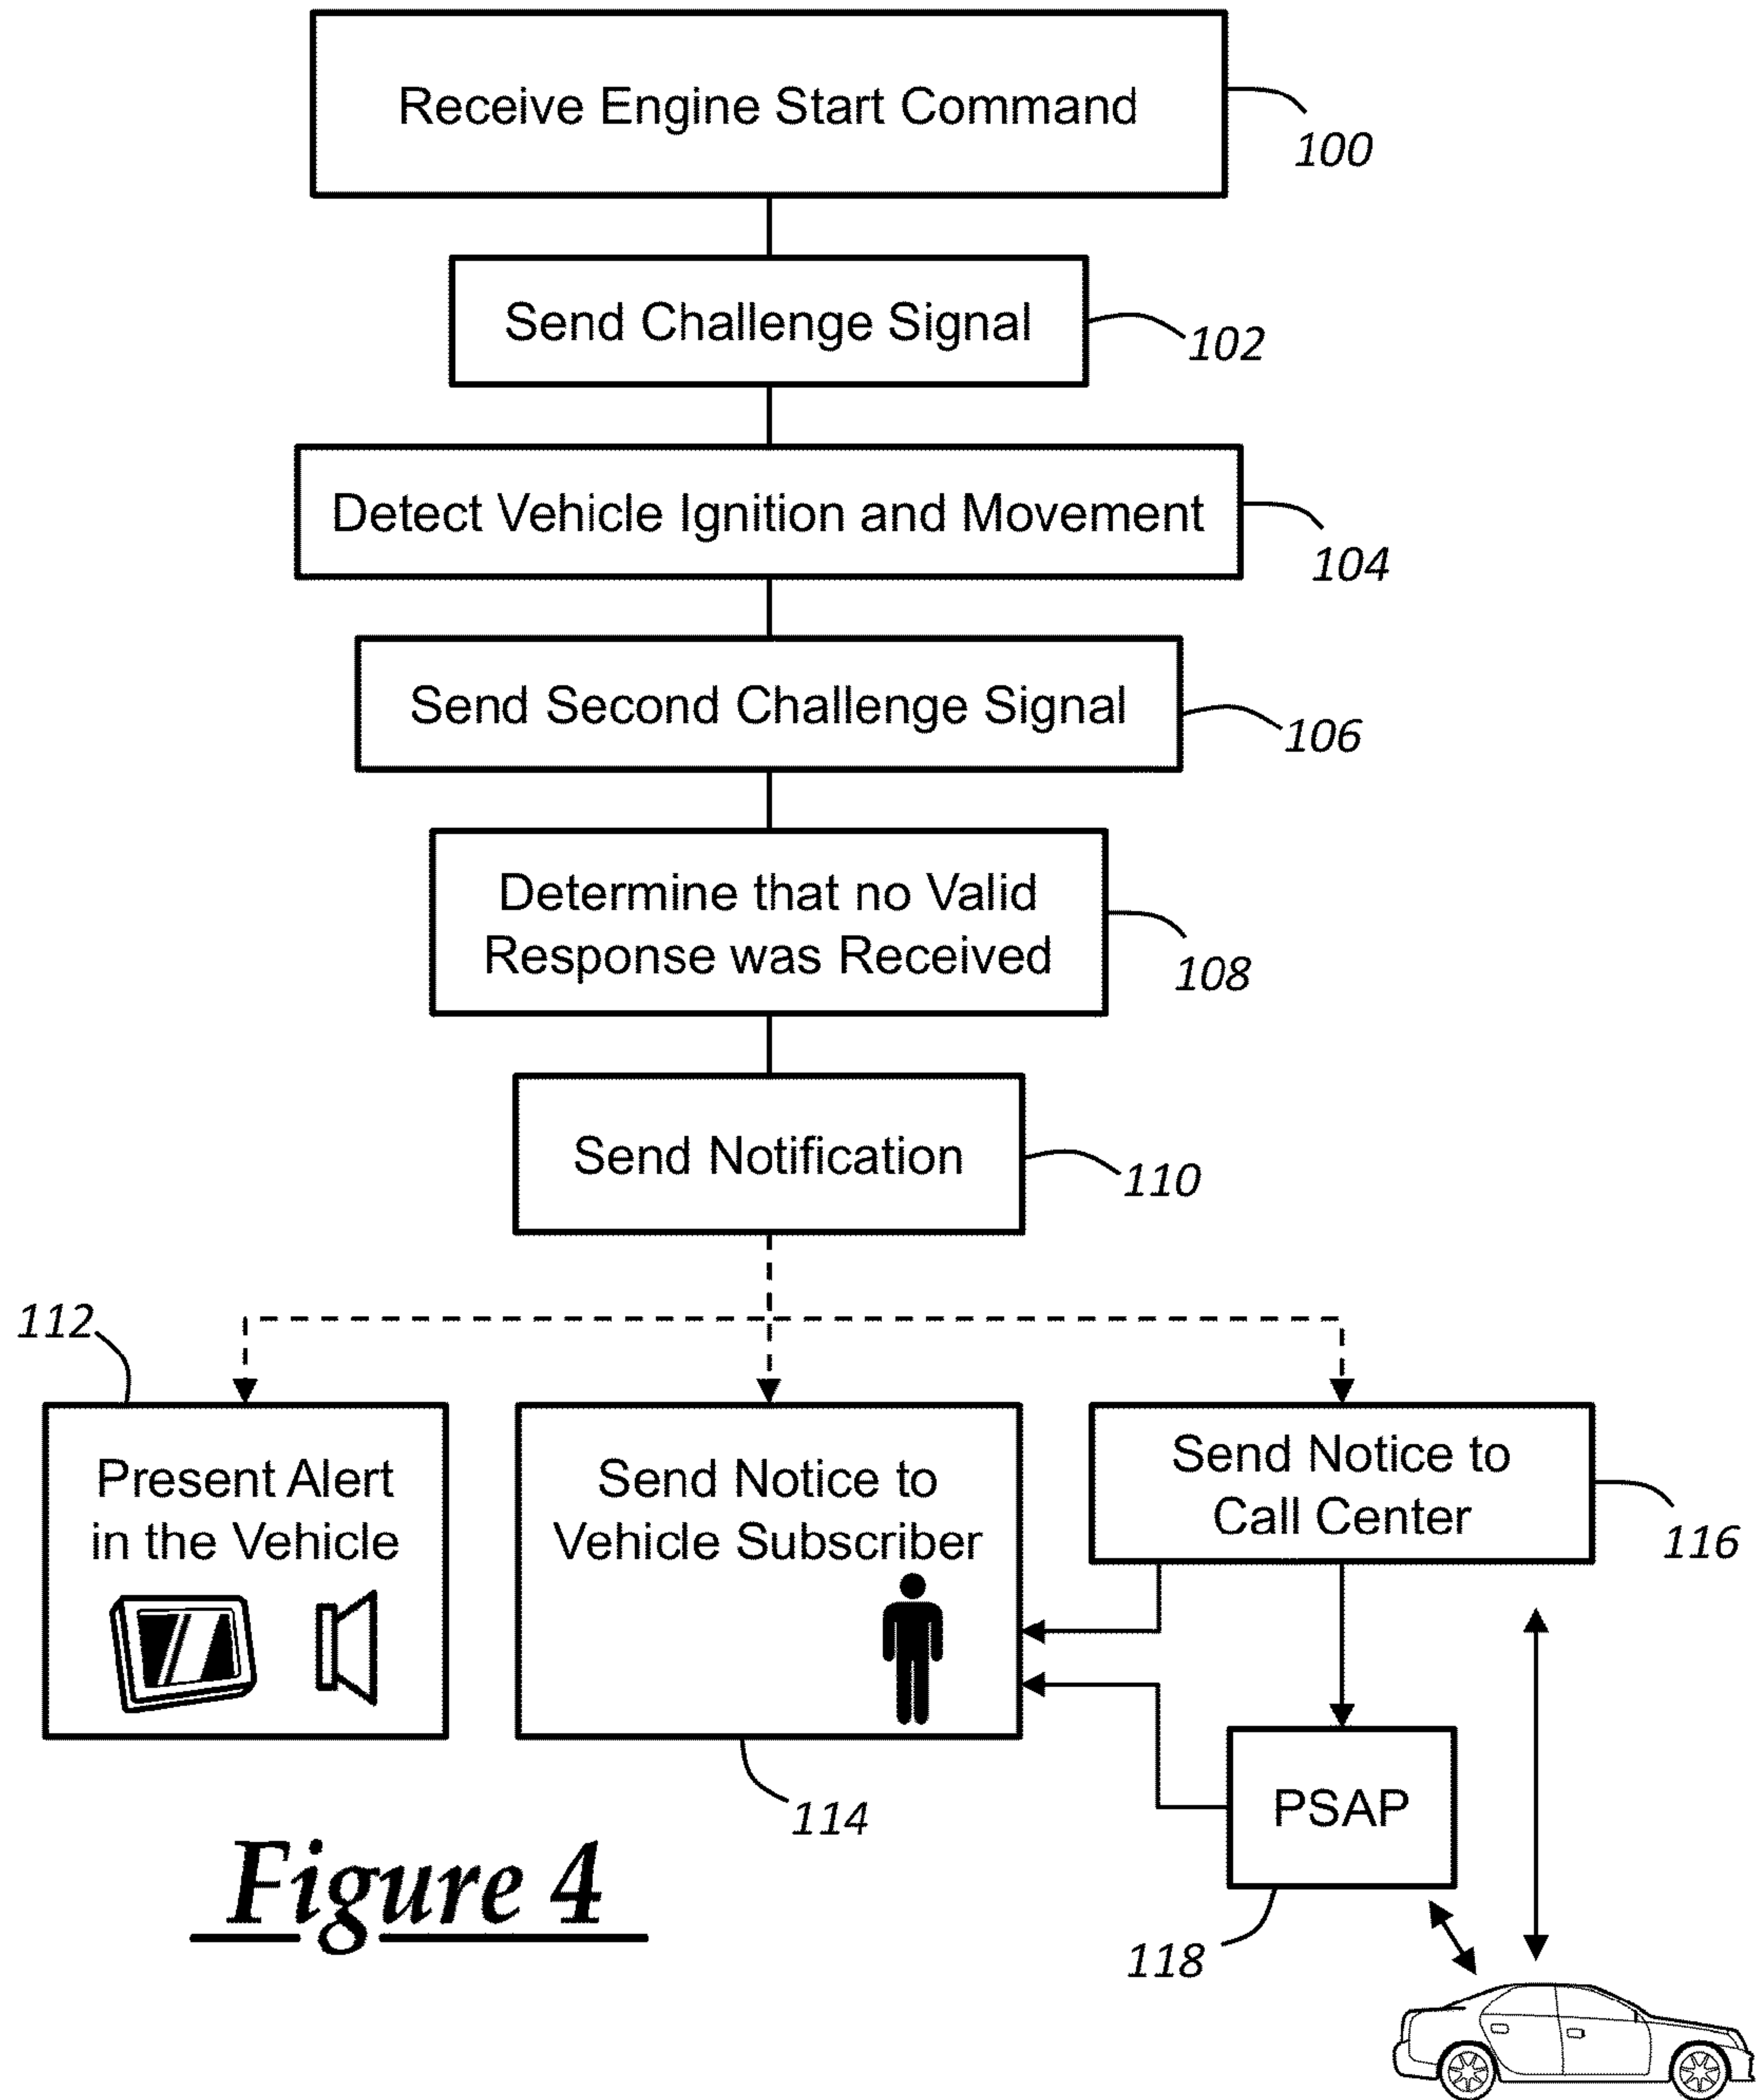 Receive Engine Start Command
100
Send Challenge Signal
102
Detect Vehicle Ignition and Movement
104
Send Second Challenge Signal
106
Determine that no Valid
Response was Received
108
Send Notification
110
112
Present Alert
in the Vehicle
Send Notice to
Vehicle Subscriber
114
Send Notice to
Call Center
116
PSAP
118
Figure 4